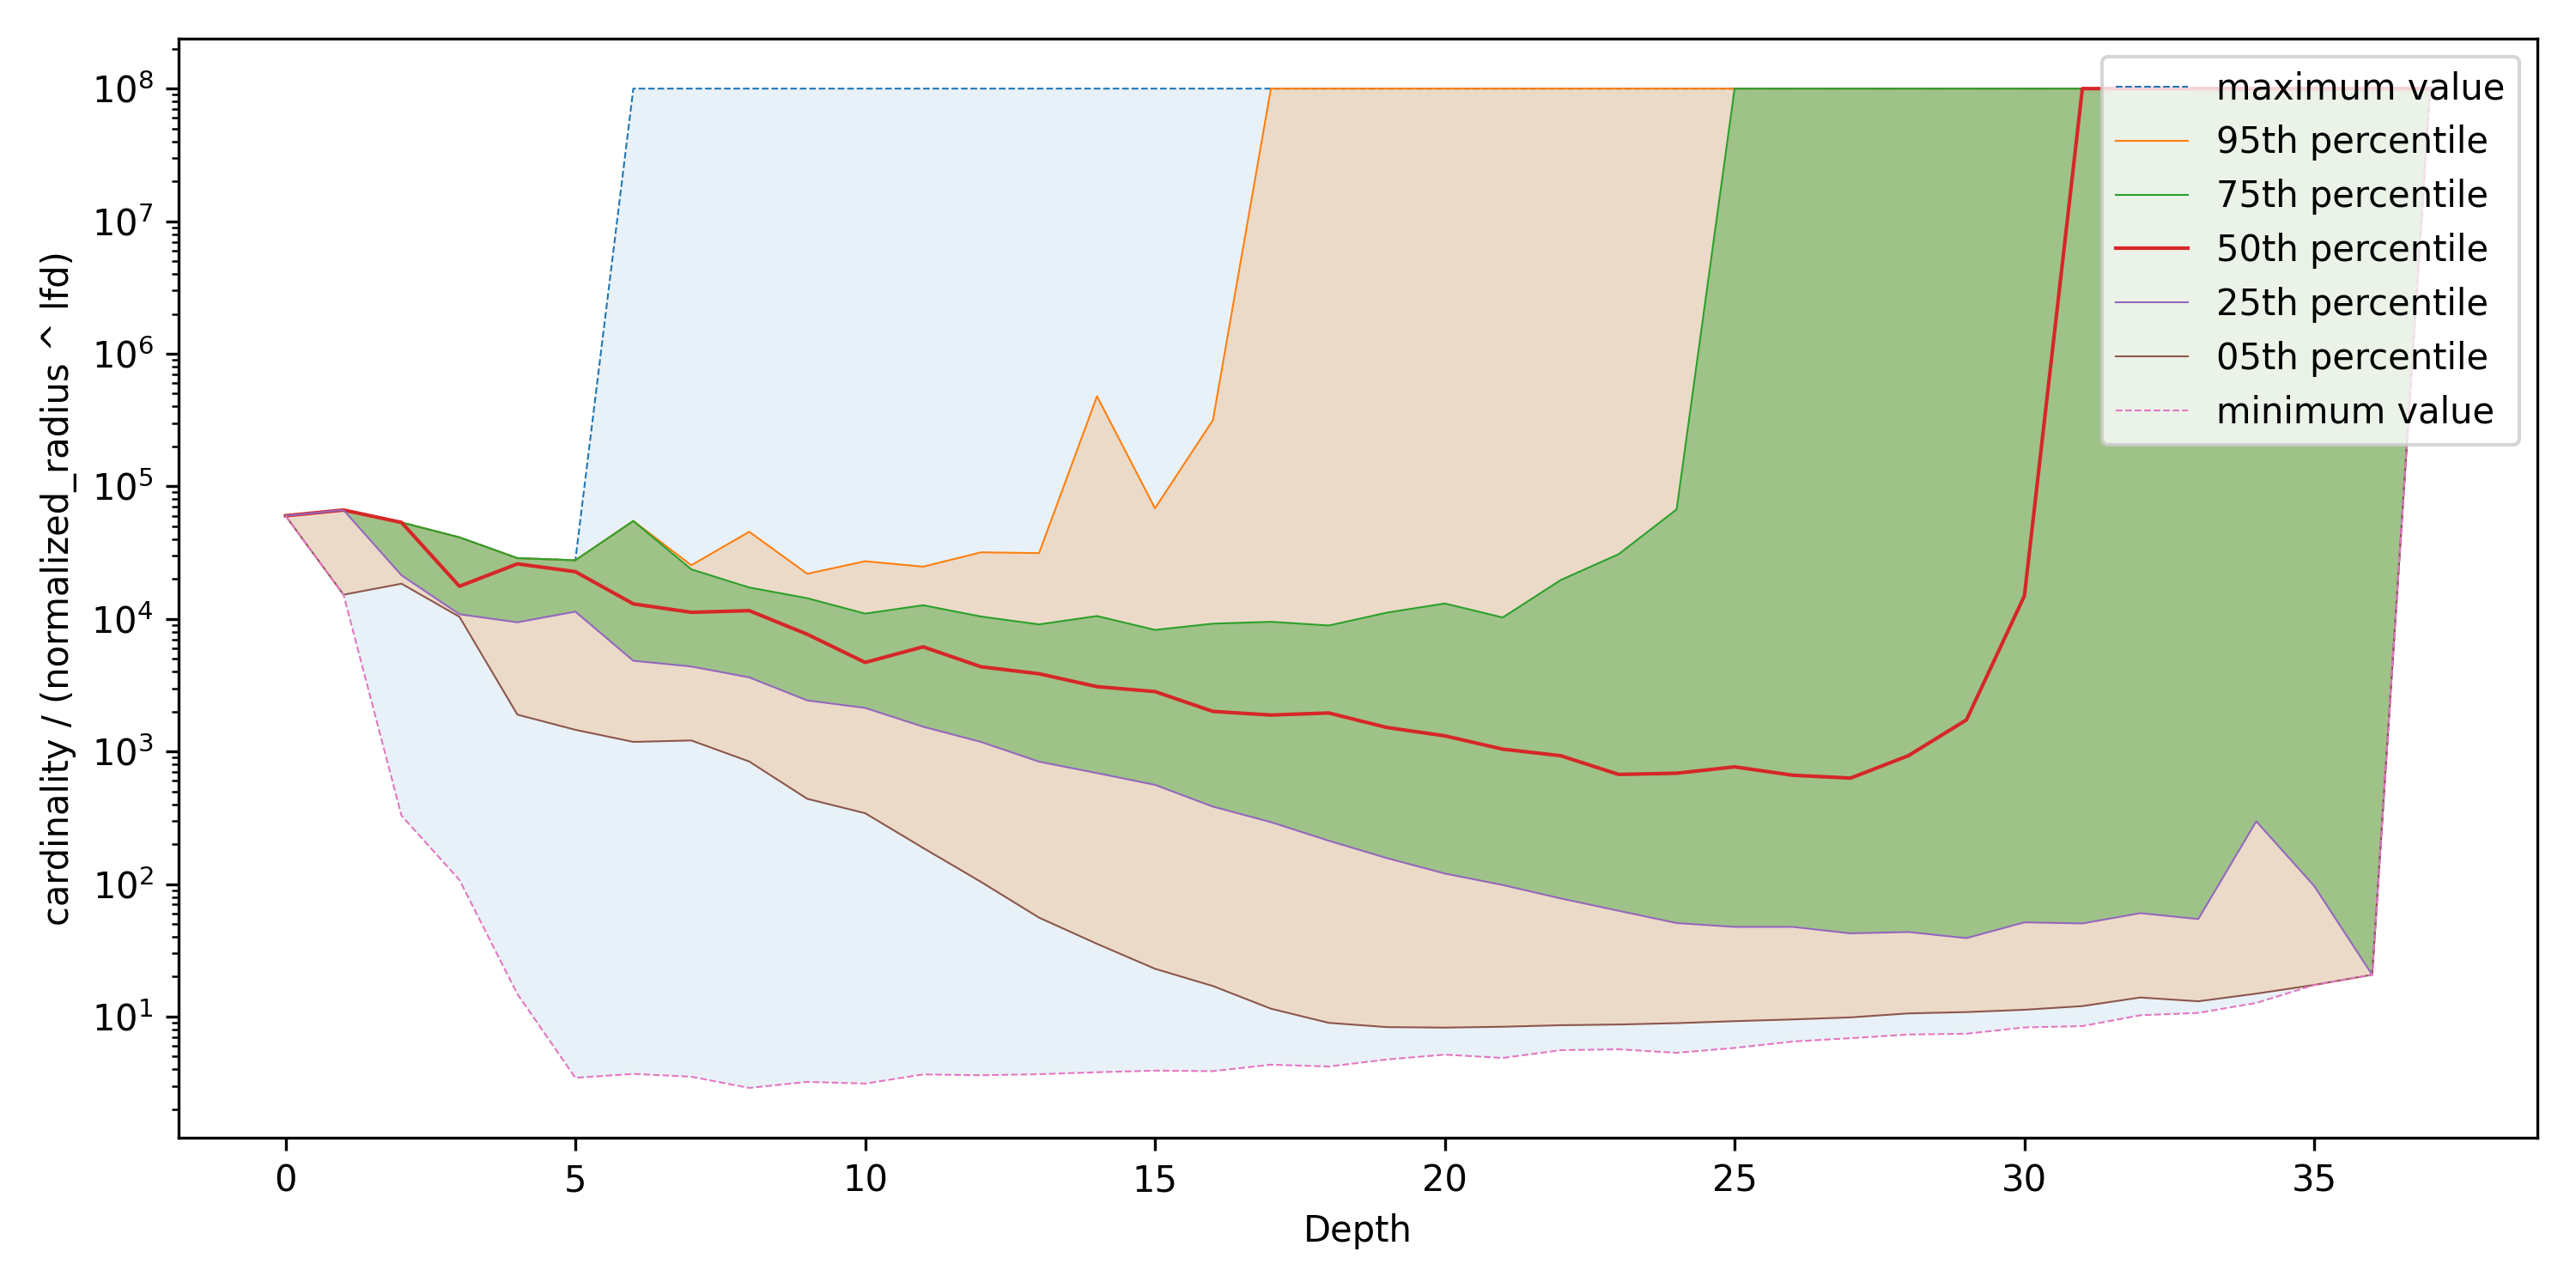 cardinality / (normalized_radius ^ lfd)
10⁸
10⁷
10⁶
10⁵
10⁴
10³
10²
10¹
maximum value
95th percentile
75th percentile
50th percentile
25th percentile
05th percentile
minimum value
0 5 10 15 20 25 30 35
Depth